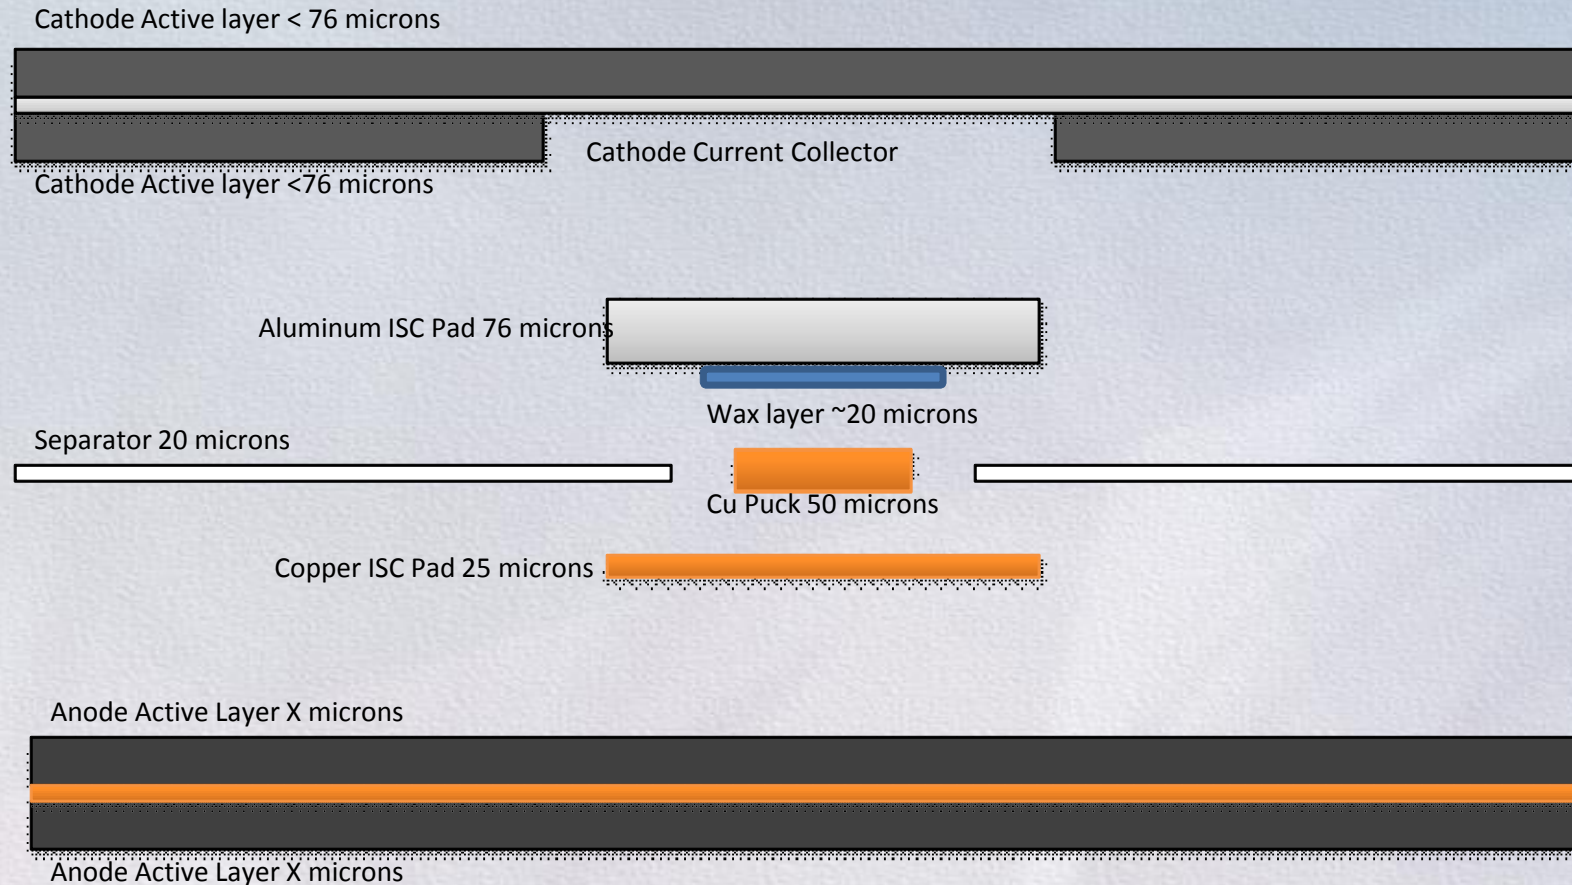 Cathode Active layer < 76 microns
Cathode Current Collector
Cathode Active layer <76 microns
Aluminum ISC Pad 76 microns
Wax layer ~20 microns
Separator 20 microns
Cu Puck 50 microns
Copper ISC Pad 25 microns
Anode Active Layer X microns
Anode Active Layer X microns